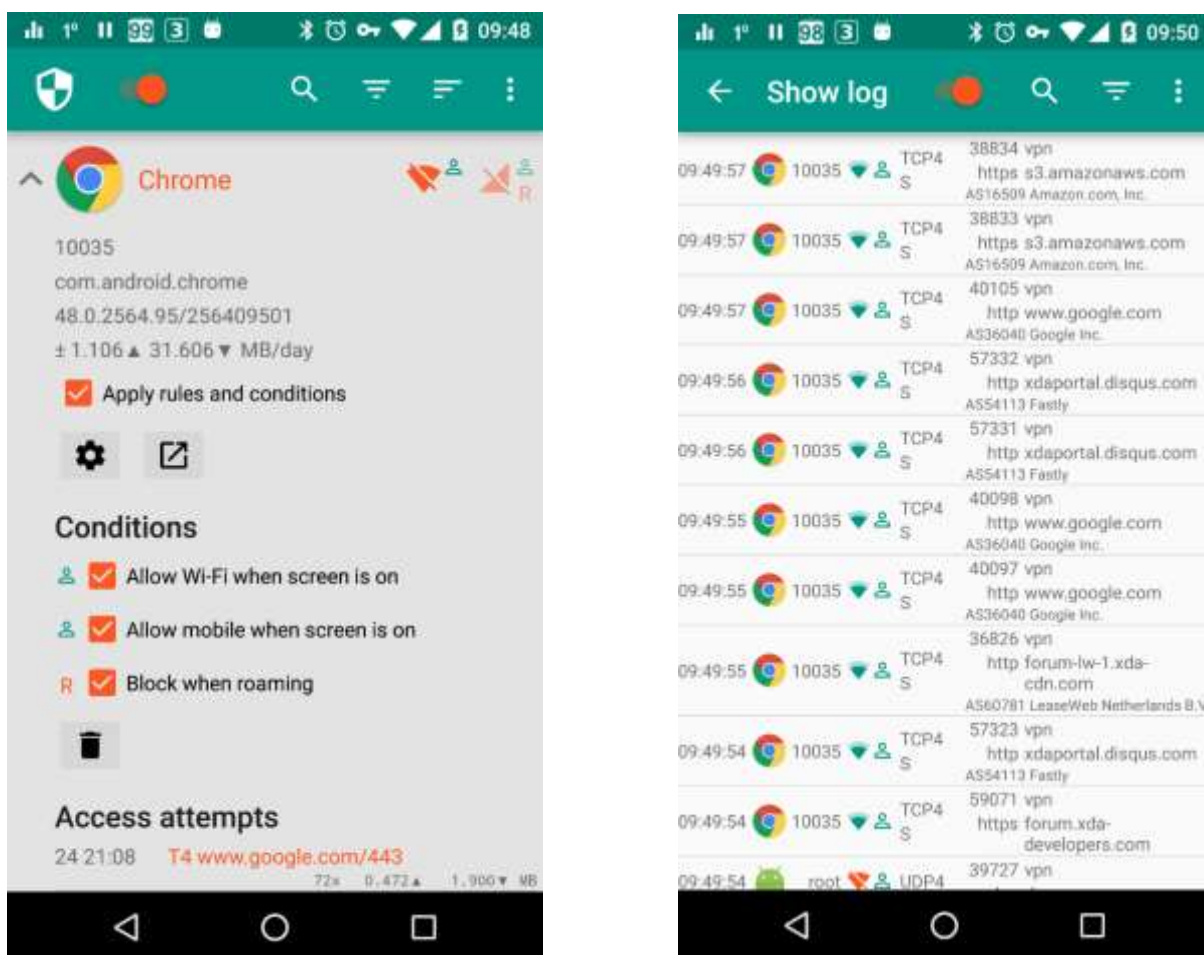 1° 99 3 09:48
Chrome
R
10035
com.android.chrome
48.0.2564.95/256409501
± 1.106▲ 31.606▼ MB/day
Apply rules and conditions
Conditions
Allow Wi-Fi when screen is on
Allow mobile when screen is on
R Block when roaming
Access attempts
24 21:08 T4 www.google.com/443
72x 0.472▲ 1.900▼ MB
1° 98 3 09:50
Show log
09:49:57 10035 TCP4 S 38834 vpn
https s3.amazonaws.com
AS16509 Amazon.com, Inc.
09:49:57 10035 TCP4 S 38833 vpn
https s3.amazonaws.com
AS16509 Amazon.com, Inc.
09:49:57 10035 TCP4 S 40105 vpn
http www.google.com
AS36040 Google Inc.
09:49:56 10035 TCP4 S 57332 vpn
http xdaportal.disqus.com
AS54113 Fastly
09:49:56 10035 TCP4 S 57331 vpn
http xdaportal.disqus.com
AS54113 Fastly
09:49:55 10035 TCP4 S 40098 vpn
http www.google.com
AS36040 Google Inc.
09:49:55 10035 TCP4 S 40097 vpn
http www.google.com
AS36040 Google Inc.
09:49:55 10035 TCP4 S 36826 vpn
http forum-lw-1.xda-
cdn.com
AS60781 LeaseWeb Netherlands B.V
09:49:54 10035 TCP4 S 57323 vpn
http xdaportal.disqus.com
AS54113 Fastly
09:49:54 10035 TCP4 S 59071 vpn
https forum.xda-
developers.com
09:49:54 root UDP4 39727 vpn